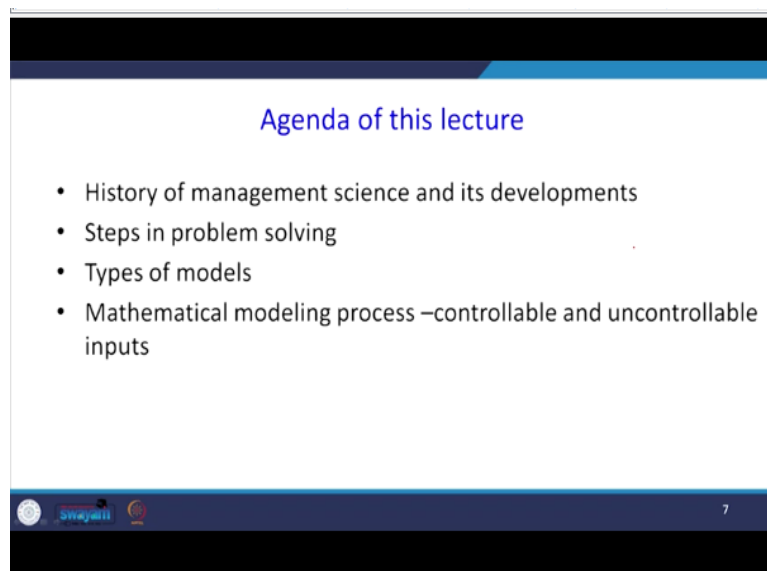 Agenda of this lecture
• History of management science and its developments
• Steps in problem solving
• Types of models
• Mathematical modeling process –controllable and uncontrollable
inputs
swayam
7